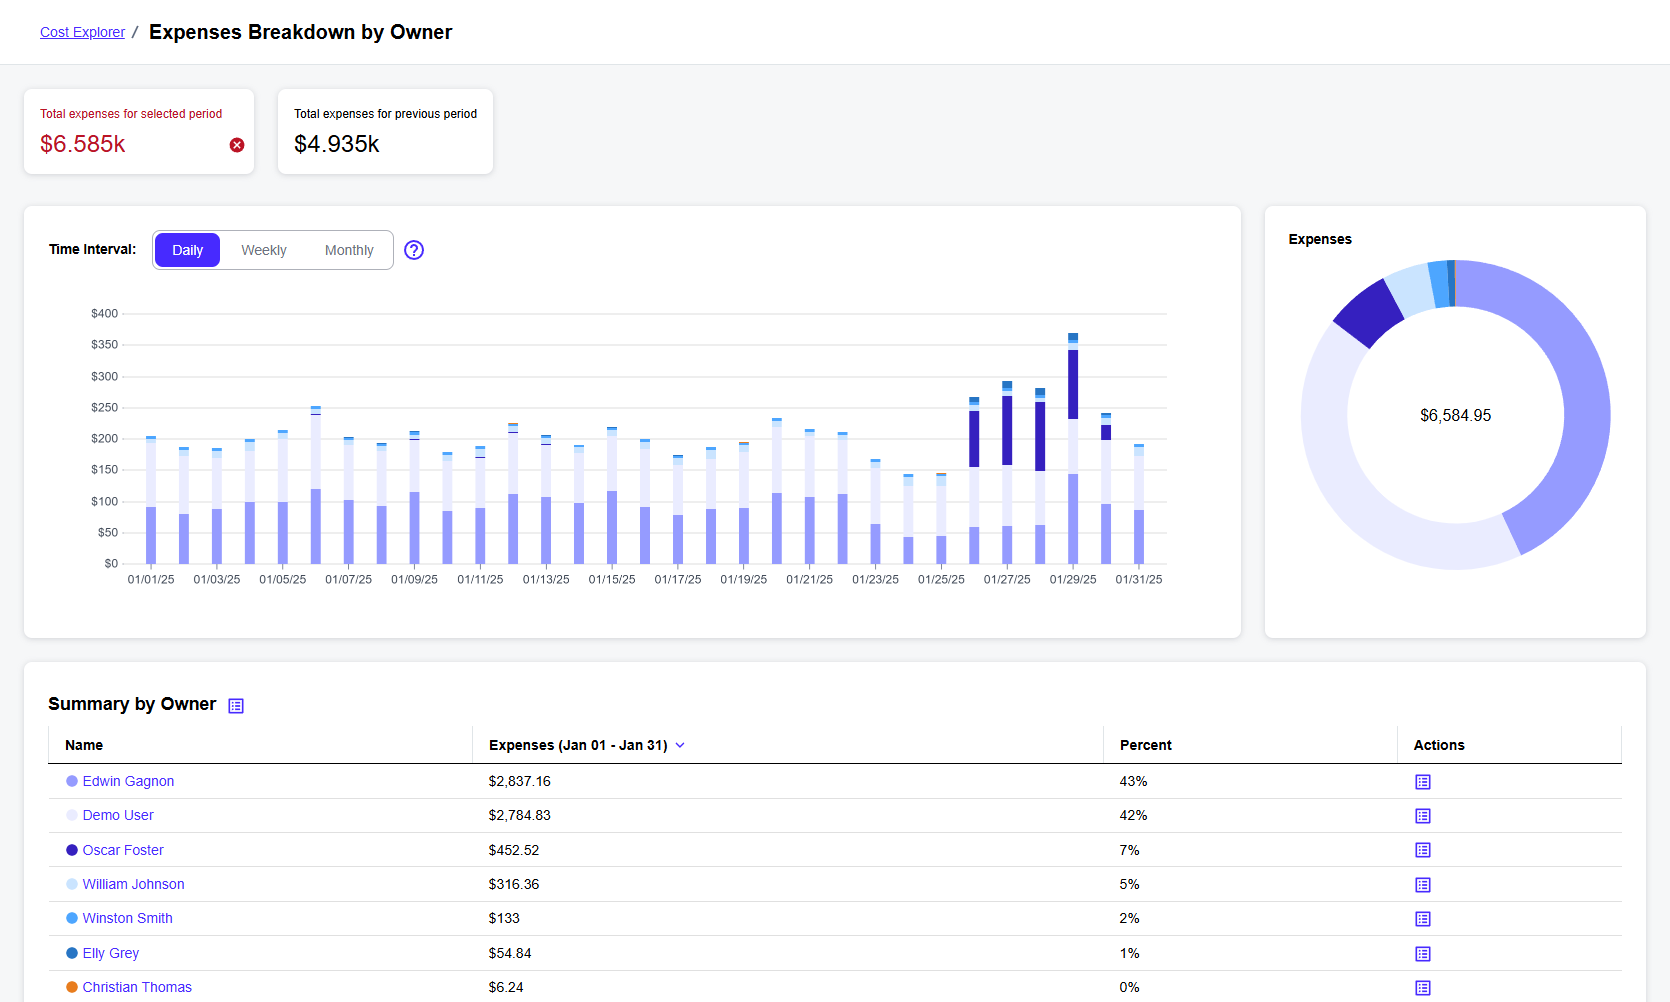 Cost Explorer / Expenses Breakdown by Owner
Total expenses for selected period
$6.585k
Total expenses for previous period
$4.935k
Time Interval:
Daily
Weekly
Monthly
?
$400
$350
$300
$250
$200
$150
$100
$50
$0
01/01/25
01/03/25
01/05/25
01/07/25
01/09/25
01/11/25
01/13/25
01/15/25
01/17/25
01/19/25
01/21/25
01/23/25
01/25/25
01/27/25
01/29/25
01/31/25
Expenses
$6,584.95
Summary by Owner
Name Expenses (Jan 01 - Jan 31) Percent Actions
Edwin Gagnon $2,837.16 43%
Demo User $2,784.83 42%
Oscar Foster $452.52 7%
William Johnson $316.36 5%
Winston Smith $133 2%
Elly Grey $54.84 1%
Christian Thomas $6.24 0%